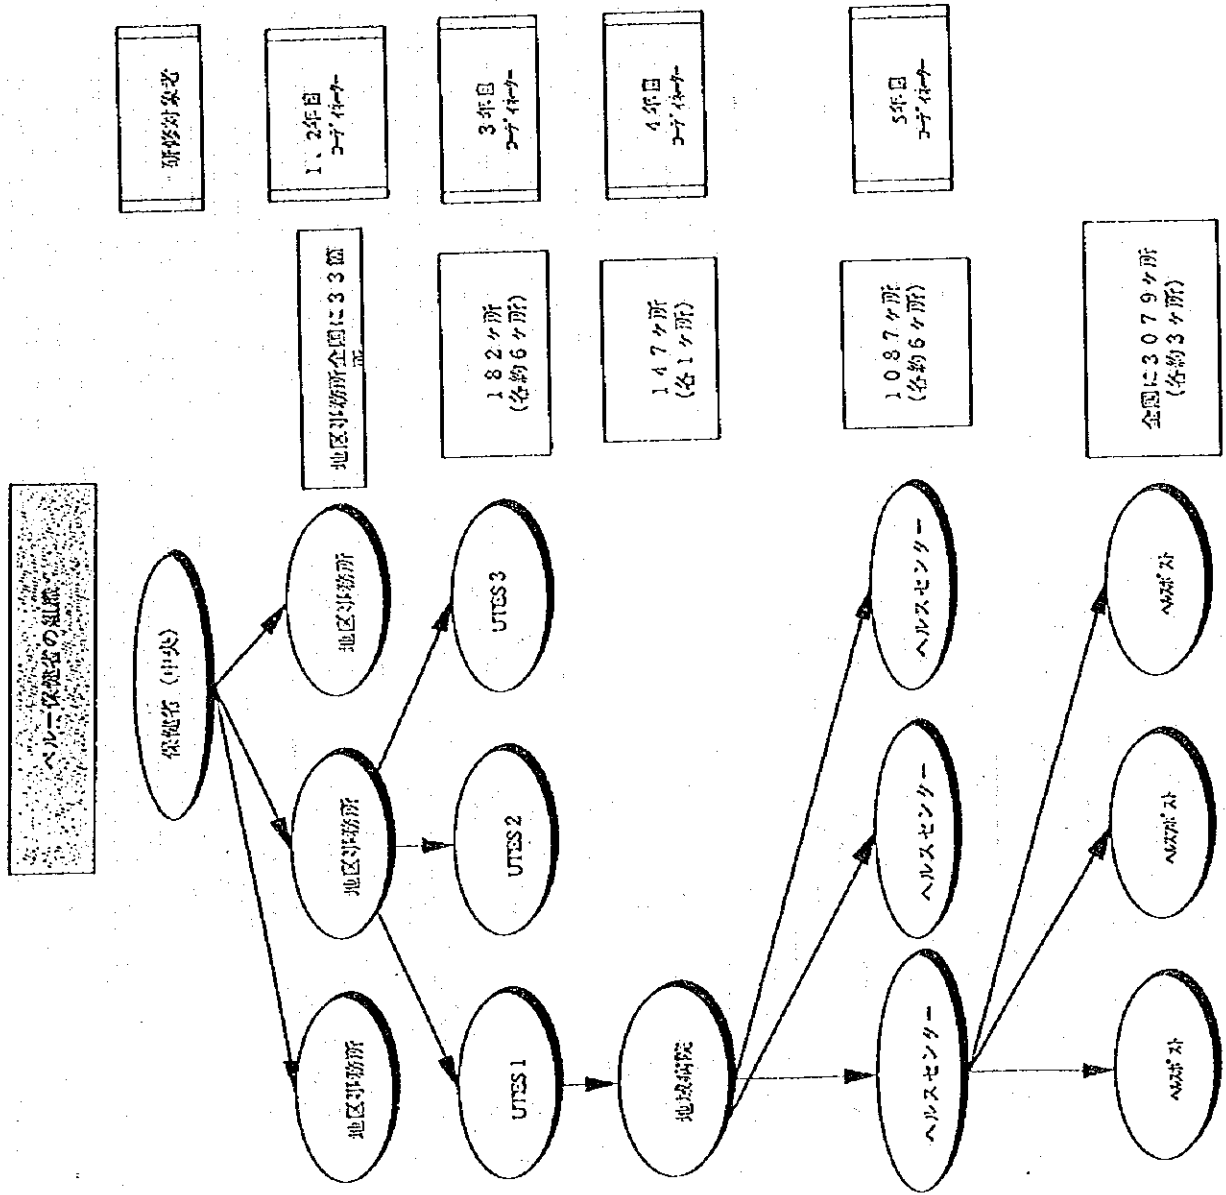 ペルー保健省の組織
研修対象者
保健省（中央）
1、2年目
コーディネーター
地区事務所全国に33箇
所
地区事務所
地区事務所
地区事務所
3年目
コーディネーター
182ヶ所
(各約6ヶ所)
UTES 1
UTES 2
UTES 3
4年目
コーディネーター
147ヶ所
(各1ヶ所)
地域病院
5年目
コーディネーター
1087ヶ所
(各約6ヶ所)
ヘルスセンター
ヘルスセンター
ヘルスセンター
全国に3079ヶ所
(各約3ヶ所)
ヘルスポスト
ヘルスポスト
ヘルスポスト